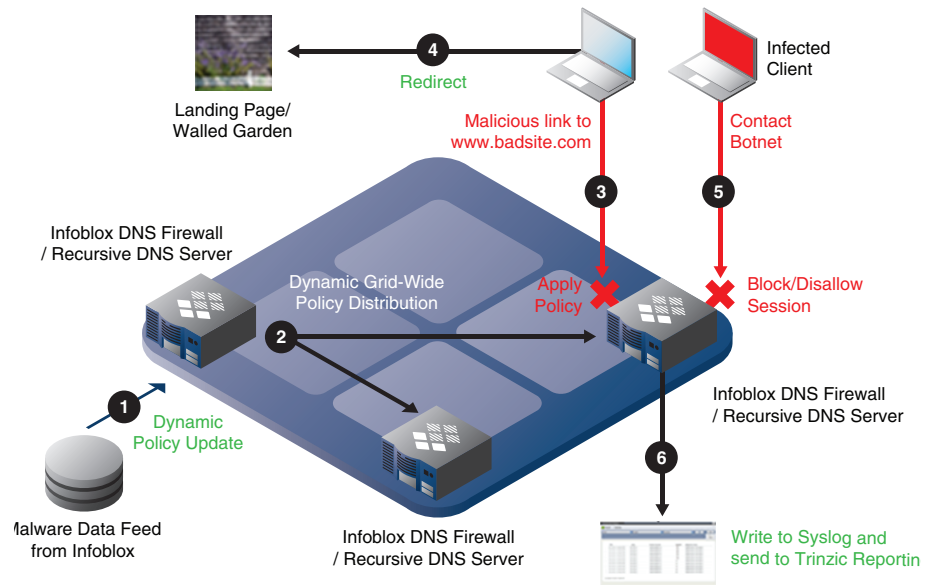 4
Redirect
Landing Page/
Walled Garden
Infected
Client
Malicious link to
www.badsite.com
Contact
Botnet
3
5
Infoblox DNS Firewall
/ Recursive DNS Server
Dynamic Grid-Wide
Policy Distribution
Apply
Policy
Block/Disallow
Session
2
1
Dynamic
Policy Update
Infoblox DNS Firewall
/ Recursive DNS Server
6
Malware Data Feed
from Infoblox
Infoblox DNS Firewall
/ Recursive DNS Server
Write to Syslog and
send to Trinzic Reportin